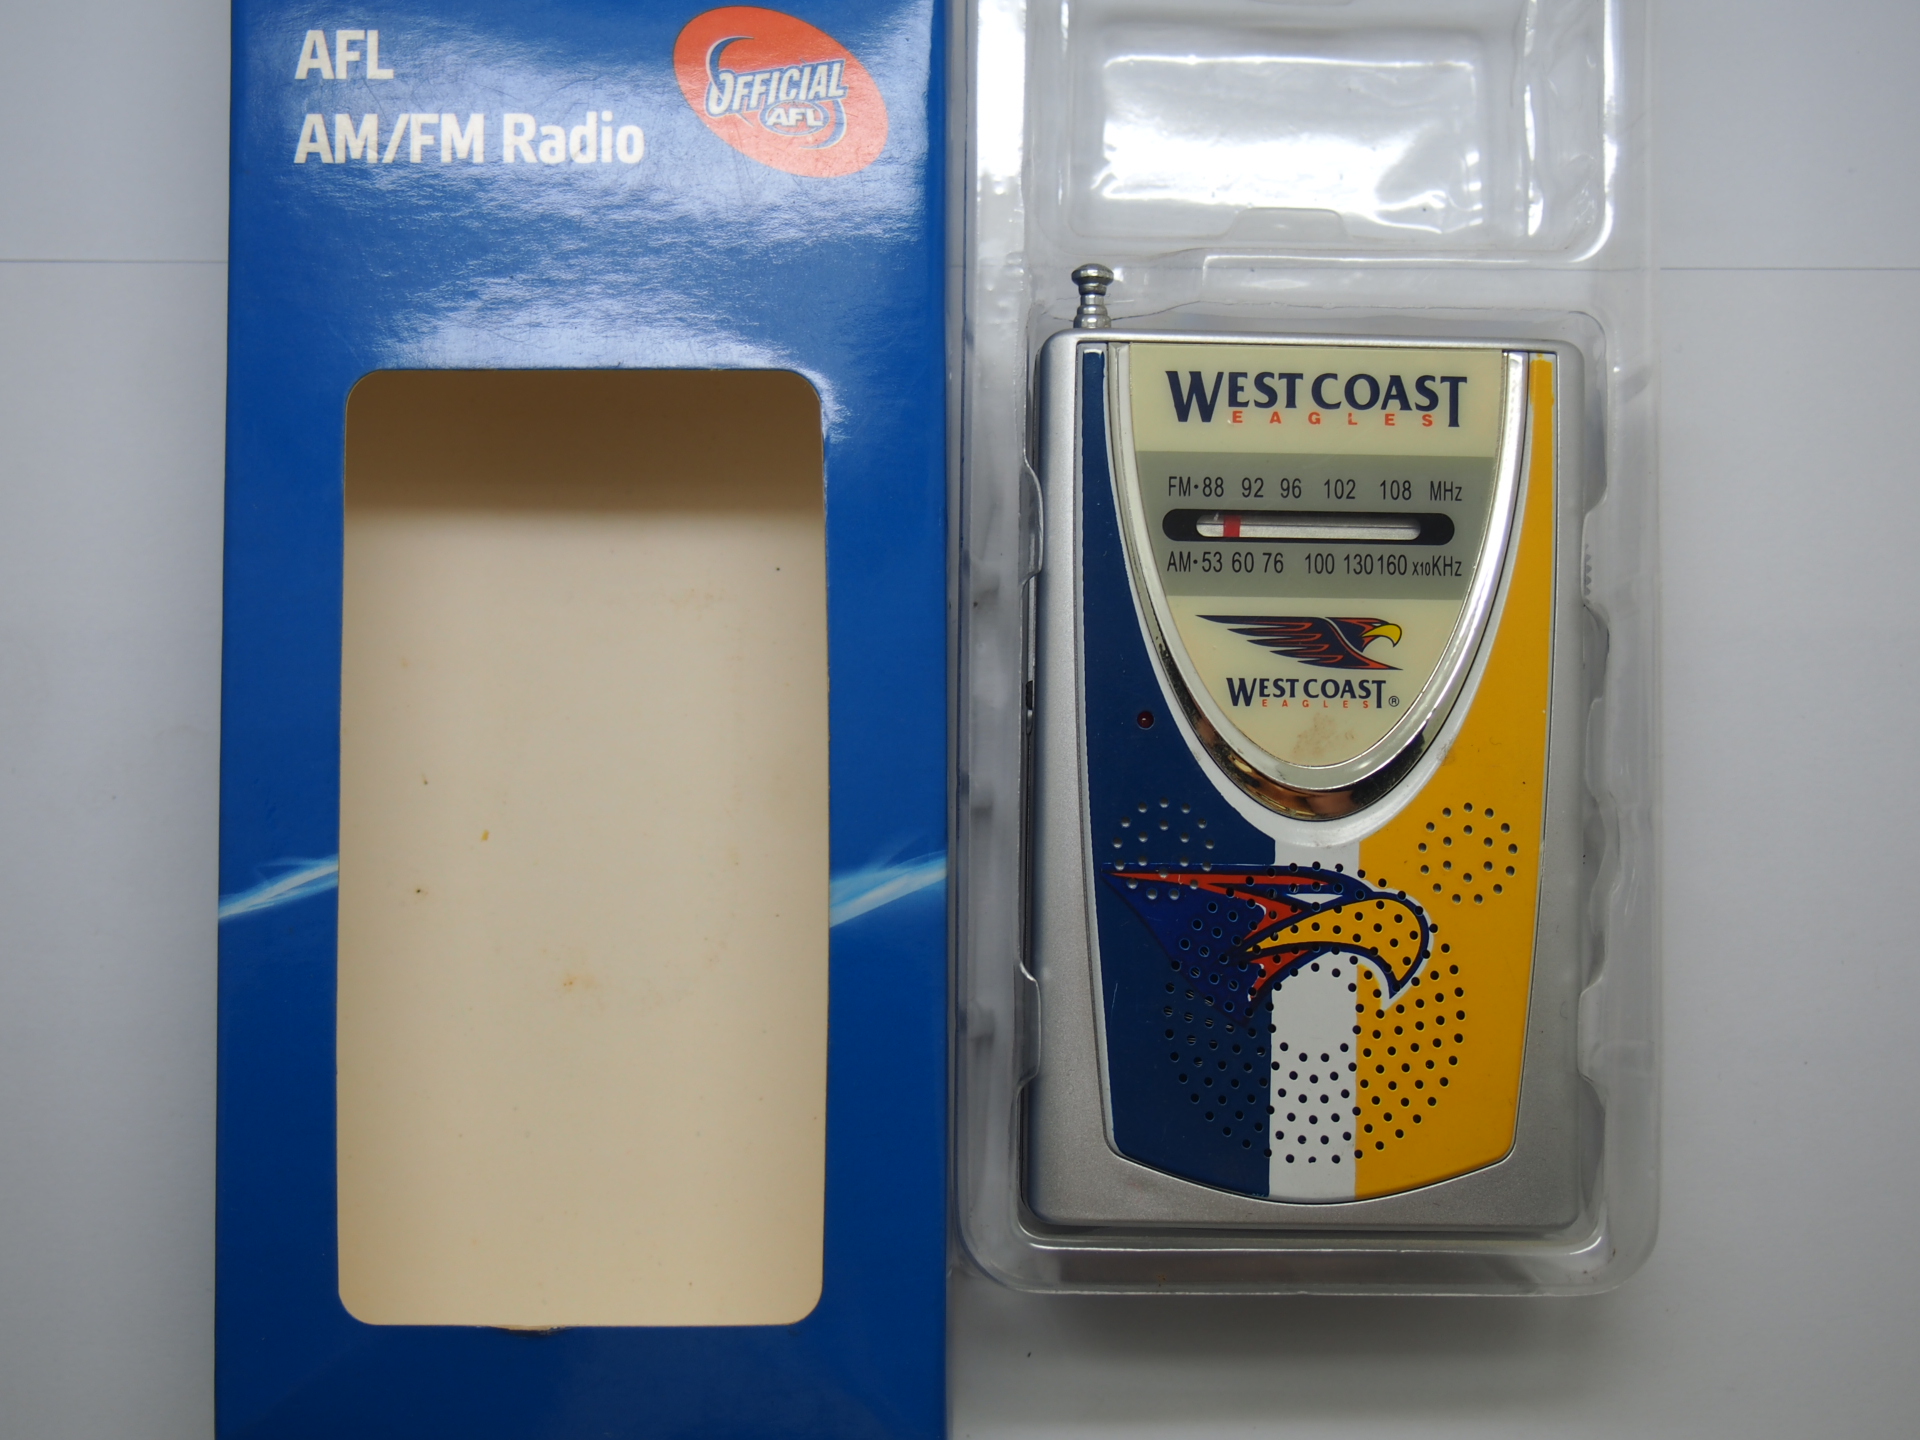 AFL
AM/FM Radio
OFFICIAL
AFL
WEST COAST
EAGLES
FM•88 92 96 102 108 MHz
AM•53 60 76 100 130 160 x10KHz
WEST COAST®
EAGLES